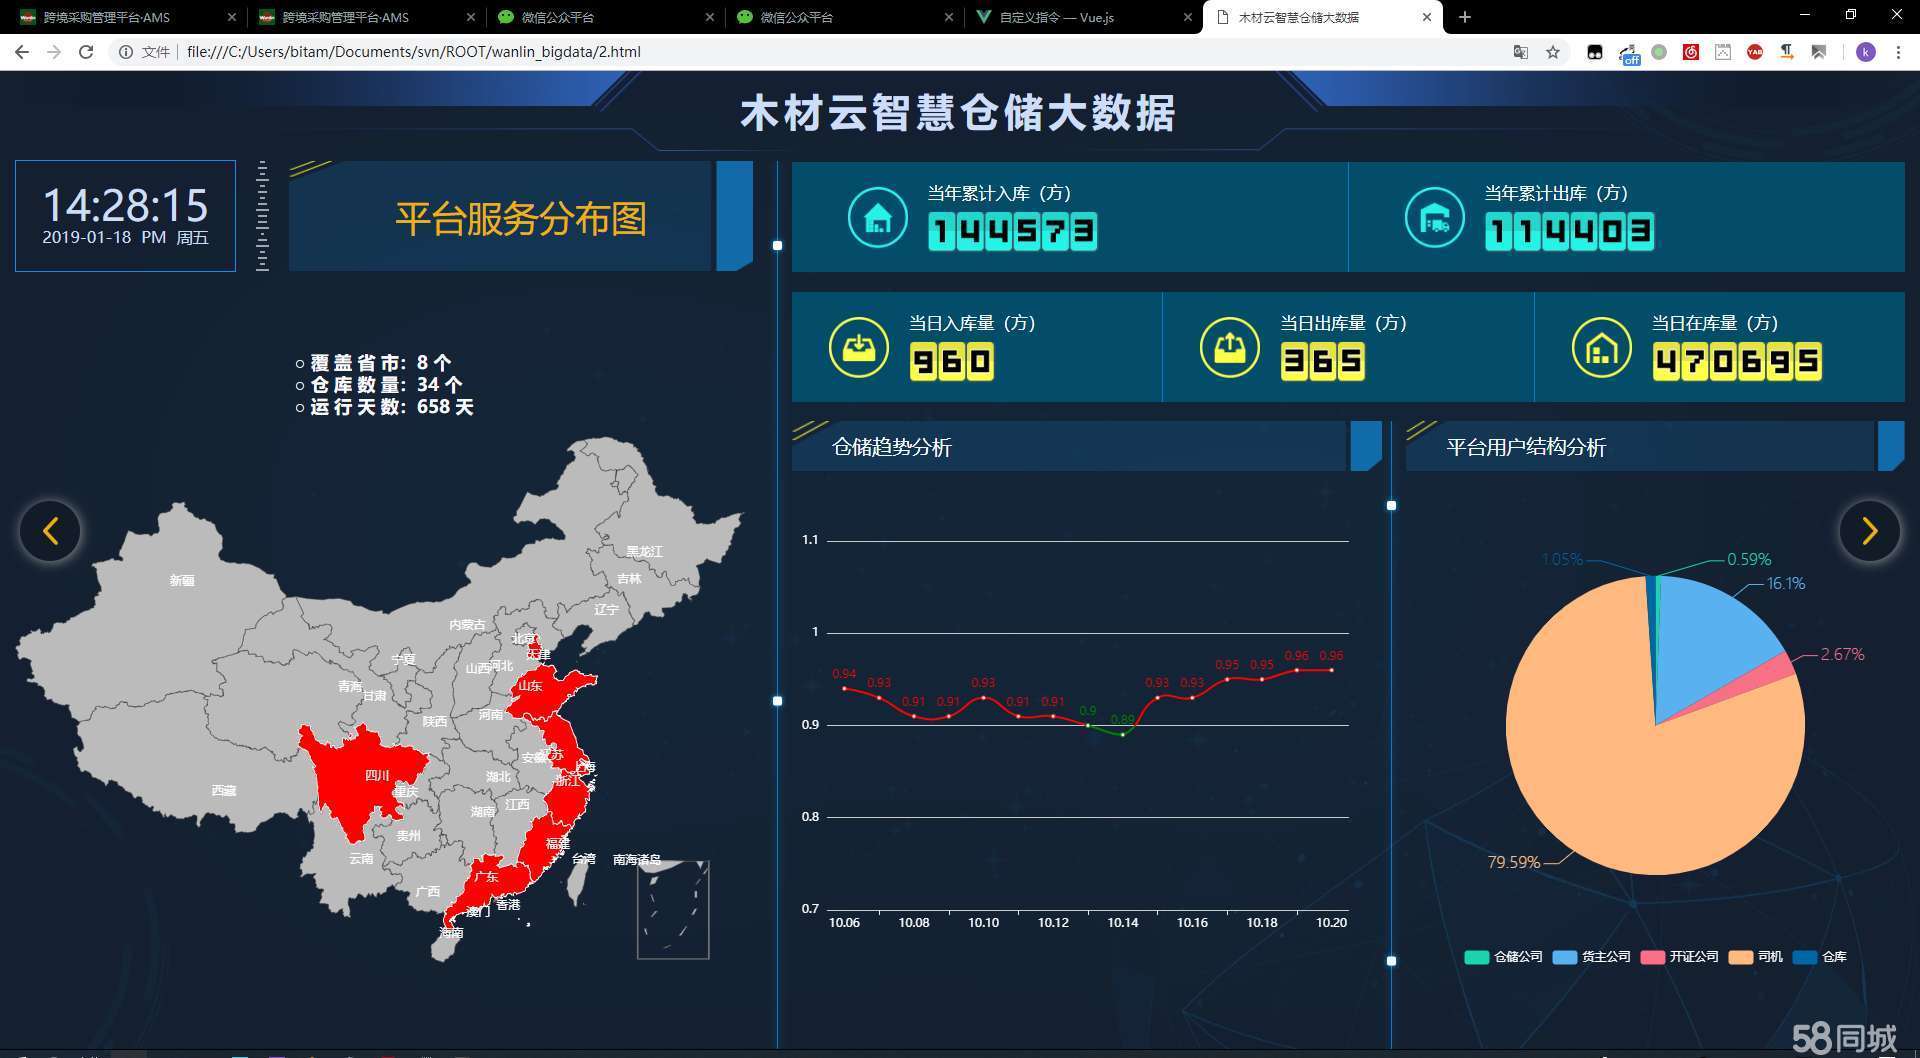 跨境采购管理平台·AMS
跨境采购管理平台·AMS
微信公众平台
微信公众平台
自定义指令 — Vue.js
木材云智慧仓储大数据
文件
file:///C:/Users/bitam/Documents/svn/ROOT/wanlin_bigdata/2.html
off
YAB
k
木材云智慧仓储大数据
14:28:15
2019-01-18 PM 周五
平台服务分布图
当年累计入库（方）
144573
当年累计出库（方）
114403
当日入库量（方）
960
当日出库量（方）
365
当日在库量（方）
470695
覆盖省市: 8个
仓库数量: 34个
运行天数: 658天
黑龙江
吉林
辽宁
新疆
内蒙古
北京
天津
宁夏
山西
河北
青海
甘肃
山东
陕西
河南
安徽
江苏
上海
四川
重庆
湖北
浙江
西藏
湖南
江西
贵州
福建
云南
台湾
南海诸岛
广西
广东
澳门
香港
海南
仓储趋势分析
1.1
1
0.9
0.8
0.7
0.94
0.93
0.91
0.91
0.93
0.91
0.91
0.9
0.89
0.93
0.93
0.95
0.95
0.96
0.96
10.06
10.08
10.10
10.12
10.14
10.16
10.18
10.20
平台用户结构分析
1.05%
0.59%
16.1%
2.67%
79.59%
仓储公司
货主公司
开证公司
司机
仓库
58同城